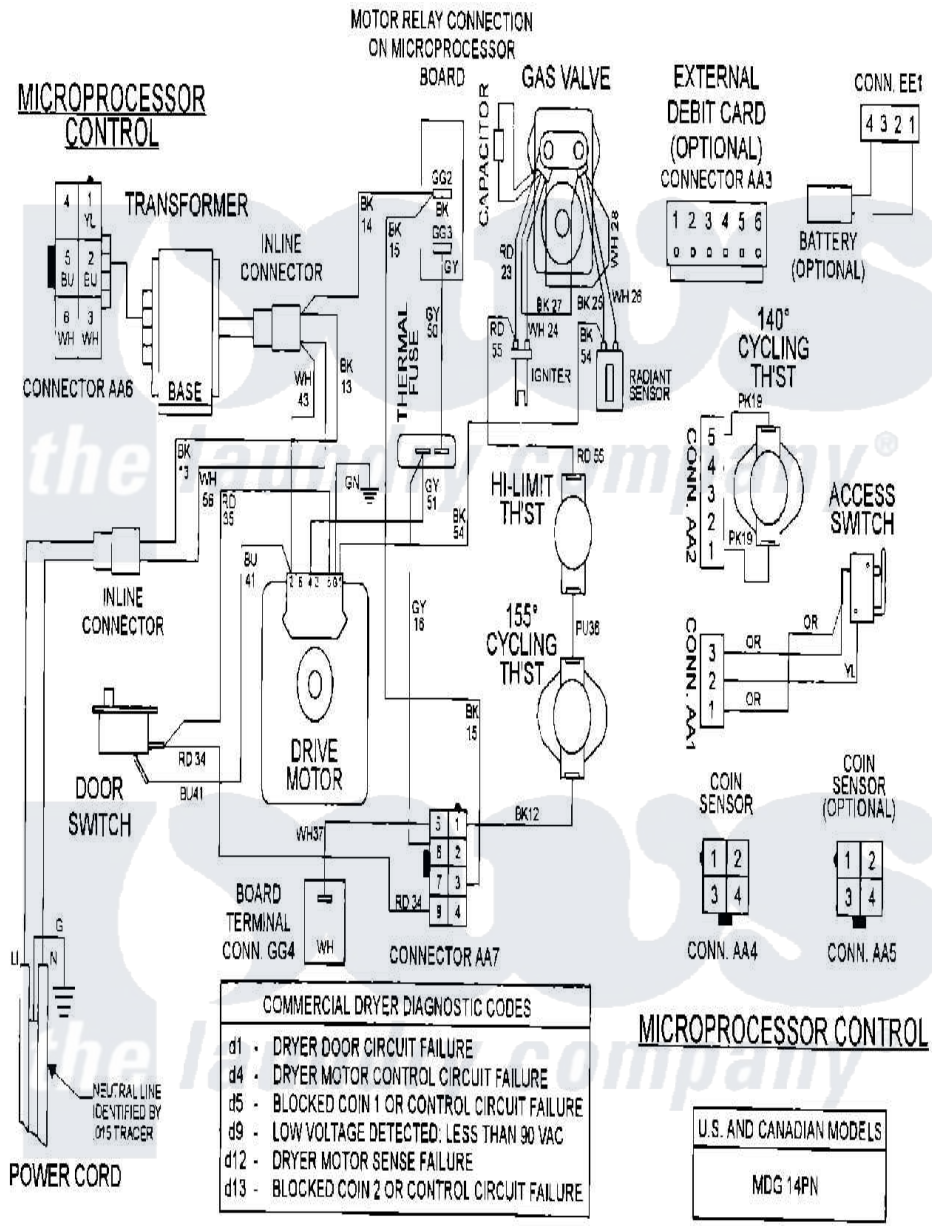 MOTOR RELAY CONNECTION
ON MICROPROCESSOR
BOARD
GAS VALVE
CAPACITOR
EXTERNAL
DEBIT CARD
(OPTIONAL)
CONNECTOR AA3
1 2 3 4 5 6
CONN. EE1
4 3 2 1
BATTERY
(OPTIONAL)
MICROPROCESSOR
CONTROL
4 1
YL
5 2
BU BU
6 3
WH WH
CONNECTOR AA6
TRANSFORMER
BASE
INLINE
CONNECTOR
BK
14
BK
15
GG2
BK
GG3
GY
GY
50
THERMAL
FUSE
WH
43
BK
13
RD
23
BK 27
WH 24
BK 25
WH 28
WH 26
RD
55
IGNITER
BK
54
RADIANT
SENSOR
140°
CYCLING
TH'ST
PK19
CONN. AA2
5
4
3
2
1
PK19
BK
13
WH
56
RD
35
GN
GY
51
BK
54
RD 55
HI-LIMIT
TH'ST
ACCESS
SWITCH
INLINE
CONNECTOR
BU
41
DRIVE
MOTOR
GY
16
155°
CYCLING
TH'ST
PU36
BK
15
CONN. AA1
3
2
1
OR
YL
OR
OR
DOOR
SWITCH
RD 34
BU41
WH37
BOARD
TERMINAL
CONN. GG4
WH
RD 34
5 1
6 2
7 3
9 4
CONNECTOR AA7
BK12
COIN
SENSOR
1 2
3 4
CONN. AA4
COIN
SENSOR
(OPTIONAL)
1 2
3 4
CONN. AA5
MICROPROCESSOR CONTROL
G
L1
N
NEUTRAL LINE
IDENTIFIED BY
.015 TRACER
POWER CORD
COMMERCIAL DRYER DIAGNOSTIC CODES
d1 - DRYER DOOR CIRCUIT FAILURE
d4 - DRYER MOTOR CONTROL CIRCUIT FAILURE
d5 - BLOCKED COIN 1 OR CONTROL CIRCUIT FAILURE
d9 - LOW VOLTAGE DETECTED: LESS THAN 90 VAC
d12 - DRYER MOTOR SENSE FAILURE
d13 - BLOCKED COIN 2 OR CONTROL CIRCUIT FAILURE
U.S. AND CANADIAN MODELS
MDG 14PN
the laundry company®
the laundry company